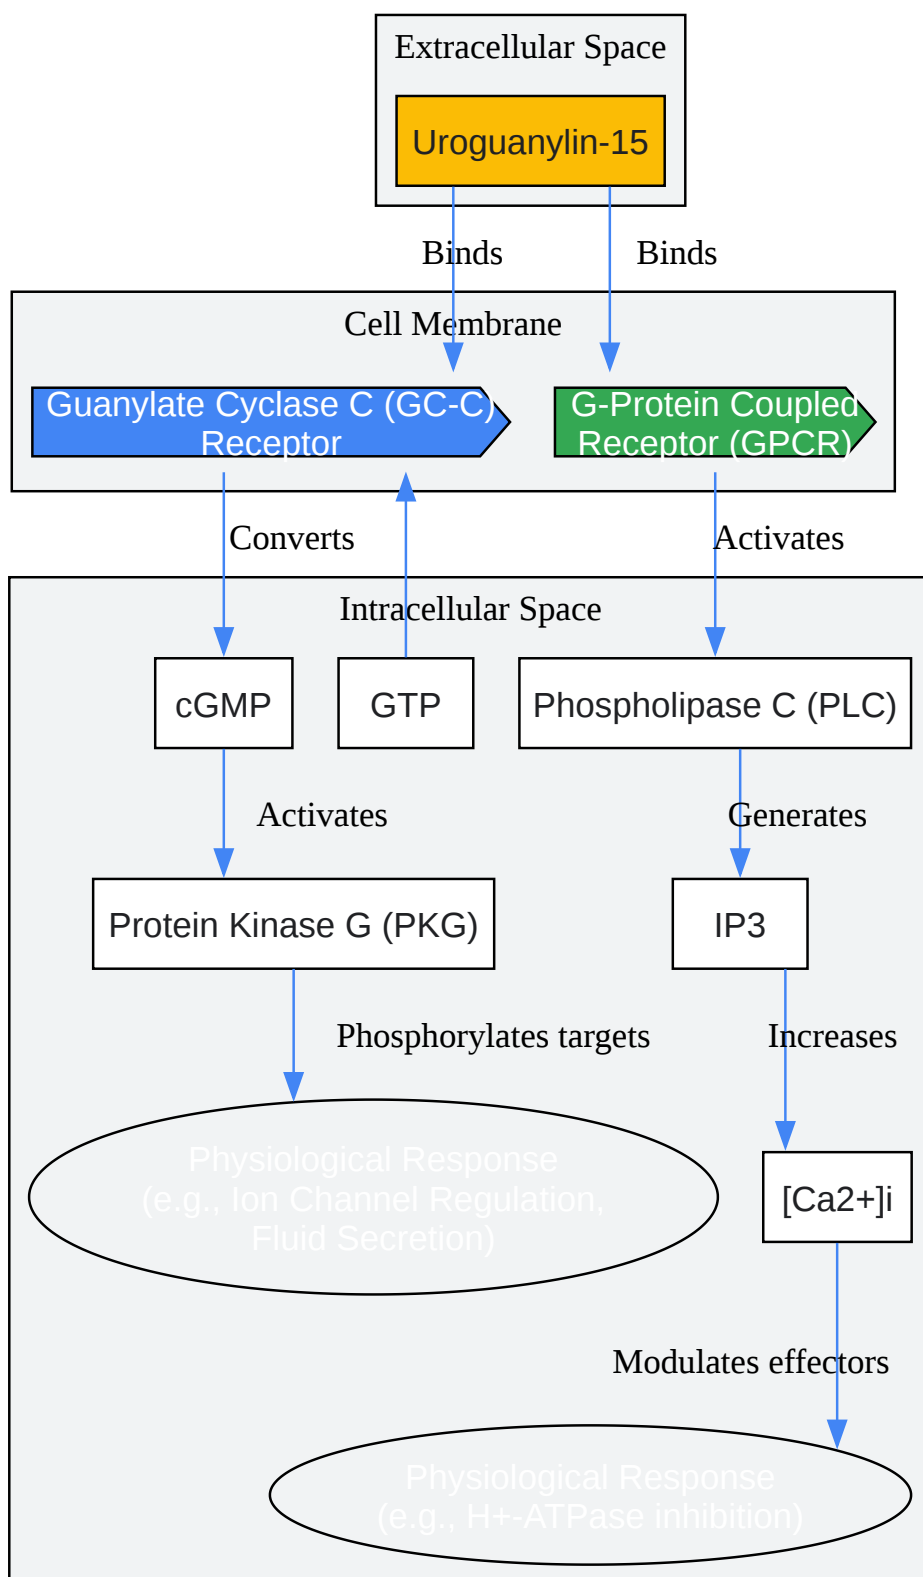 Extracellular Space
Uroguanylin-15
Binds
Binds
Cell Membrane
Guanylate Cyclase C (GC-C)
Receptor
G-Protein Coupled
Receptor (GPCR)
Converts
Activates
Intracellular Space
cGMP
GTP
Phospholipase C (PLC)
Activates
Generates
Protein Kinase G (PKG)
IP3
Phosphorylates targets
Increases
Physiological Response
(e.g., Ion Channel Regulation,
Fluid Secretion)
[Ca2+]i
Modulates effectors
Physiological Response
(e.g., H+-ATPase inhibition)